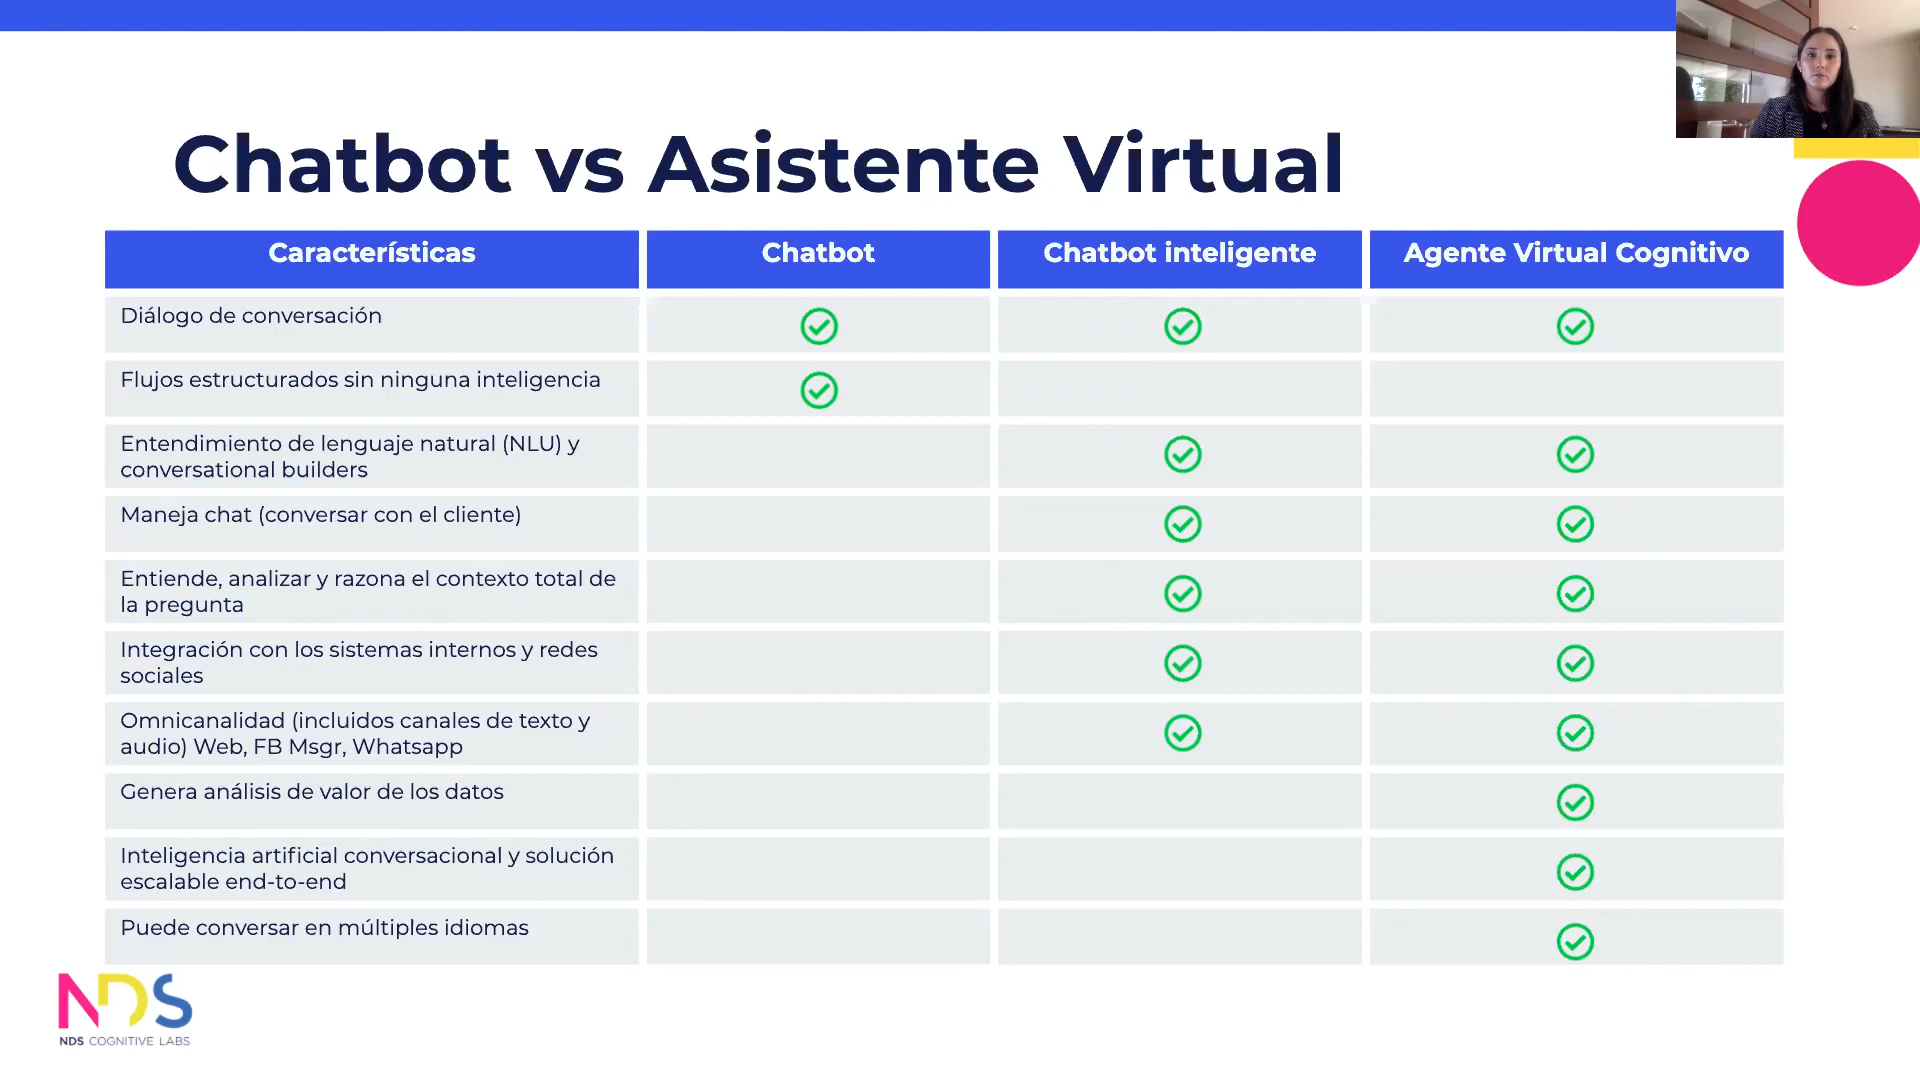 Chatbot vs Asistente Virtual
Características
Chatbot
Chatbot inteligente
Agente Virtual Cognitivo
Diálogo de conversación
Flujos estructurados sin ninguna inteligencia
Entendimiento de lenguaje natural (NLU) y
conversational builders
Maneja chat (conversar con el cliente)
Entiende, analizar y razona el contexto total de
la pregunta
Integración con los sistemas internos y redes
sociales
Omnicanalidad (incluidos canales de texto y
audio) Web, FB Msgr, Whatsapp
Genera análisis de valor de los datos
Inteligencia artificial conversacional y solución
escalable end-to-end
Puede conversar en múltiples idiomas
NDS
NDS COGNITIVE LABS